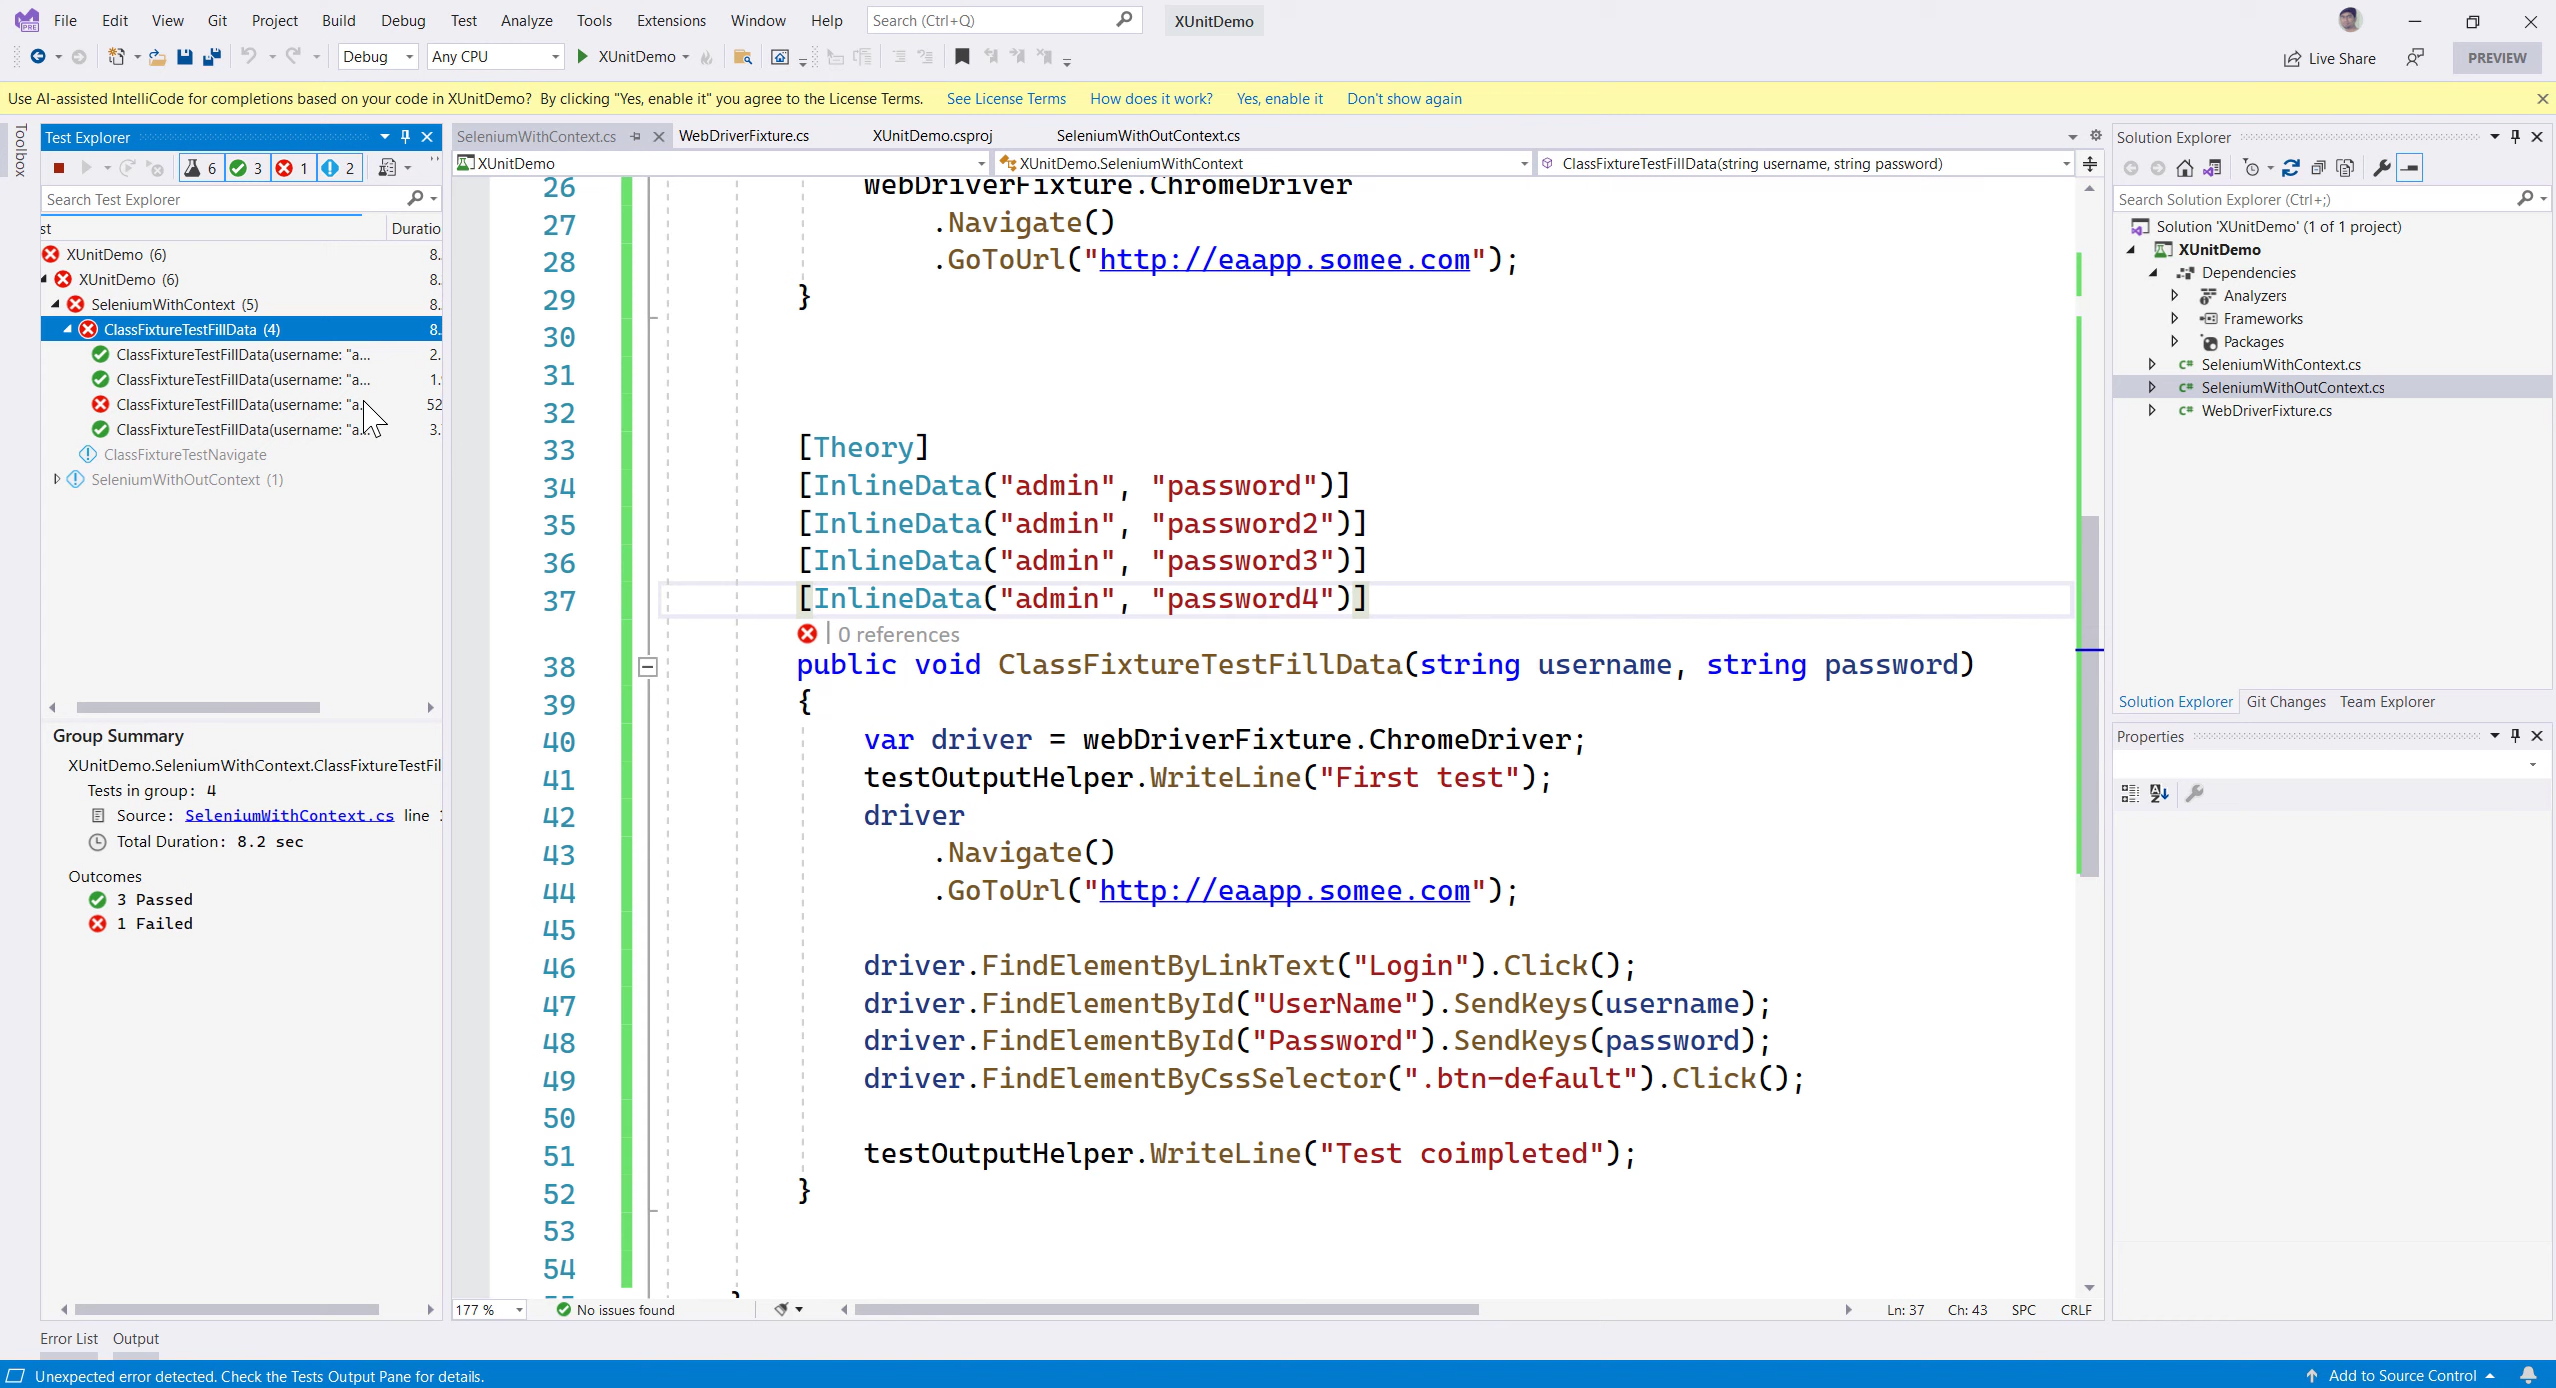 File Edit View Git Project Build Debug Test Analyze Tools Extensions Window Help Search (Ctrl+Q) XUnitDemo
Debug Any CPU XUnitDemo Live Share PREVIEW
Use AI-assisted IntelliCode for completions based on your code in XUnitDemo? By clicking "Yes, enable it" you agree to the License Terms. See License Terms How does it work? Yes, enable it Don't show again
Toolbox
Test Explorer
6 3 1 2
Search Test Explorer
st Duratio
XUnitDemo (6) 8.
XUnitDemo (6) 8.
SeleniumWithContext (5) 8.
ClassFixtureTestFillData (4) 8.
ClassFixtureTestFillData(username: "a... 2.
ClassFixtureTestFillData(username: "a... 1.
ClassFixtureTestFillData(username: "a. 52
ClassFixtureTestFillData(username: "a... 3.
ClassFixtureTestNavigate
SeleniumWithOutContext (1)
Group Summary
XUnitDemo.SeleniumWithContext.ClassFixtureTestFil
Tests in group: 4
Source: SeleniumWithContext.cs line
Total Duration: 8.2 sec
Outcomes
3 Passed
1 Failed
SeleniumWithContext.cs WebDriverFixture.cs XUnitDemo.csproj SeleniumWithOutContext.cs
XUnitDemo XUnitDemo.SeleniumWithContext ClassFixtureTestFillData(string username, string password)
26 webDriverFixture.ChromeDriver
27 .Navigate()
28 .GoToUrl("http://eaapp.somee.com");
29 }
30
31
32
33 [Theory]
34 [InlineData("admin", "password")]
35 [InlineData("admin", "password2")]
36 [InlineData("admin", "password3")]
37 [InlineData("admin", "password4")]
| 0 references
38 public void ClassFixtureTestFillData(string username, string password)
39 {
40 var driver = webDriverFixture.ChromeDriver;
41 testOutputHelper.WriteLine("First test");
42 driver
43 .Navigate()
44 .GoToUrl("http://eaapp.somee.com");
45
46 driver.FindElementByLinkText("Login").Click();
47 driver.FindElementById("UserName").SendKeys(username);
48 driver.FindElementById("Password").SendKeys(password);
49 driver.FindElementByCssSelector(".btn-default").Click();
50
51 testOutputHelper.WriteLine("Test coimpleted");
52 }
53
54
177 % No issues found Ln: 37 Ch: 43 SPC CRLF
Solution Explorer
Search Solution Explorer (Ctrl+;)
Solution 'XUnitDemo' (1 of 1 project)
XUnitDemo
Dependencies
Analyzers
Frameworks
Packages
C# SeleniumWithContext.cs
C# SeleniumWithOutContext.cs
C# WebDriverFixture.cs
Solution Explorer Git Changes Team Explorer
Properties
Error List Output
Unexpected error detected. Check the Tests Output Pane for details. Add to Source Control